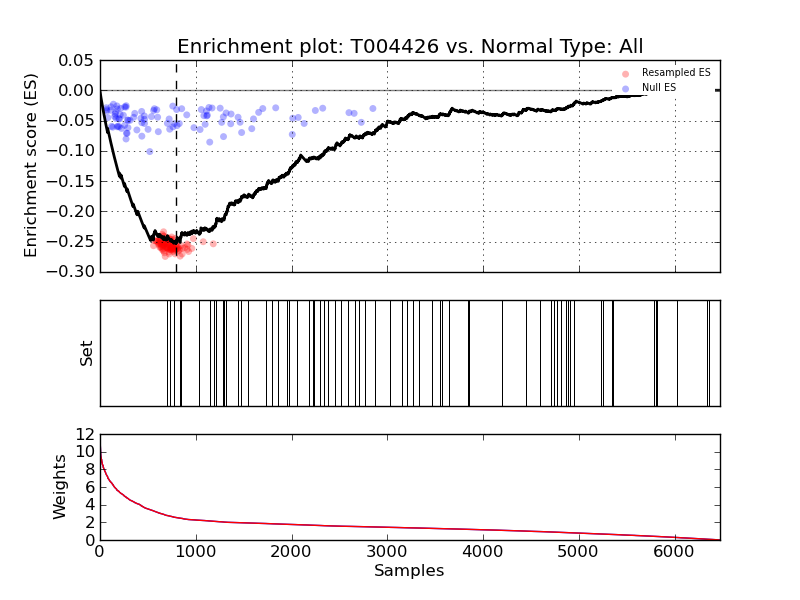 Enrichment plot: T004426 vs. Normal Type: All
Enrichment score (ES)
0.05
0.00
−0.05
−0.10
−0.15
−0.20
−0.25
−0.30
Resampled ES
Null ES
Set
Weights
12
10
8
6
4
2
0
0 1000 2000 3000 4000 5000 6000
Samples